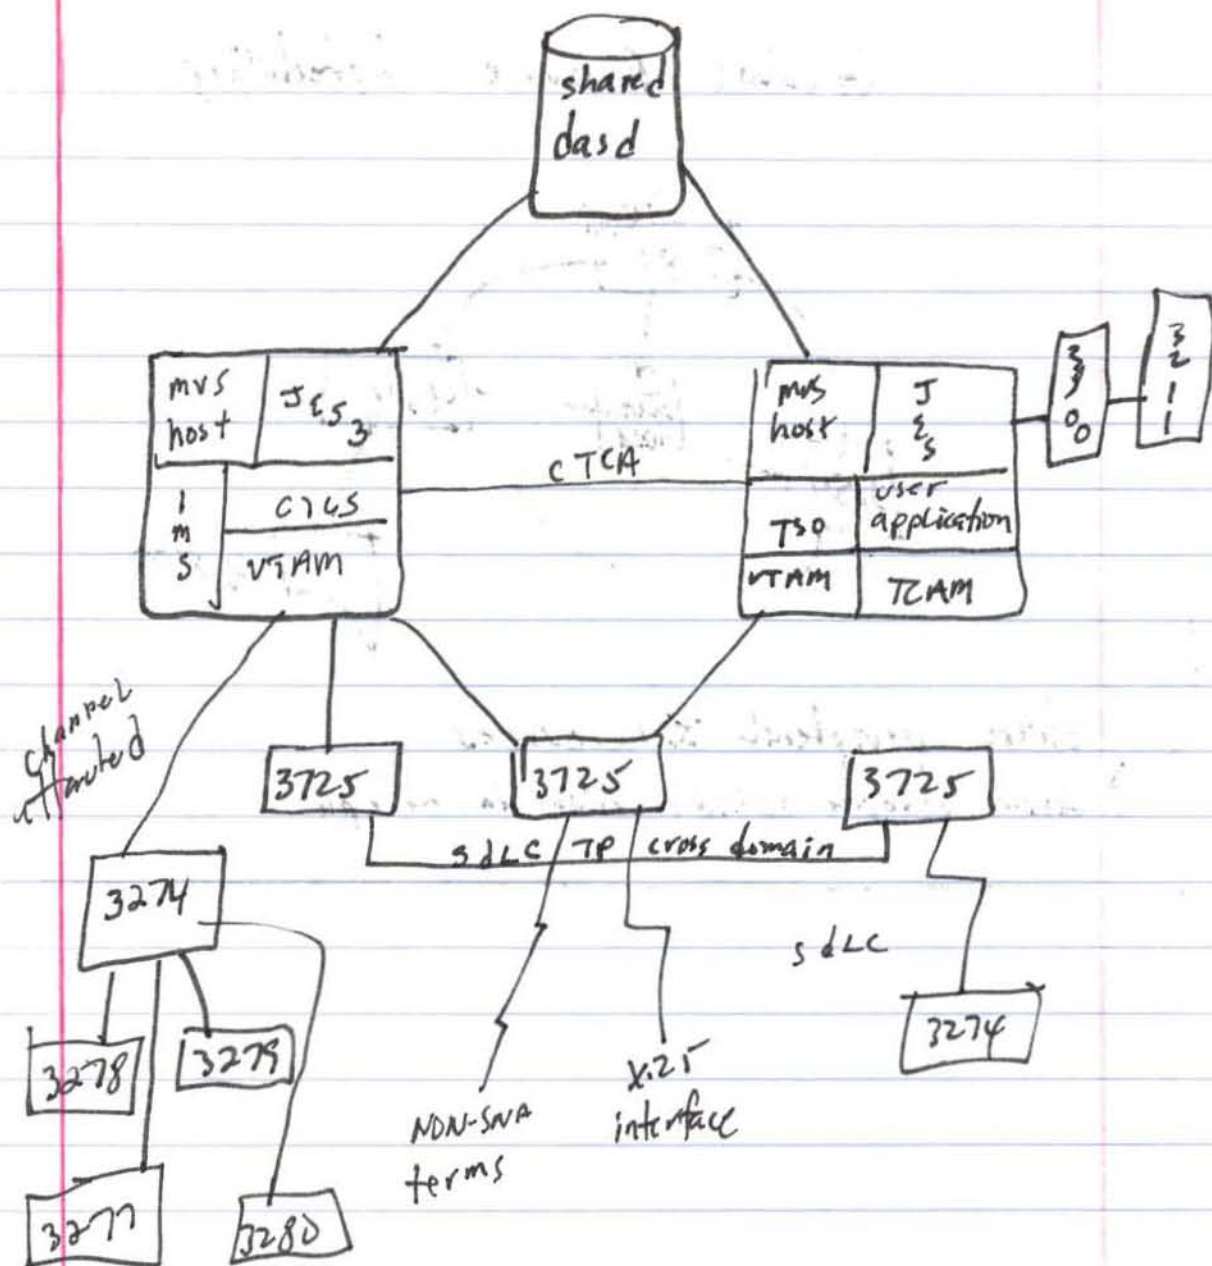 shared
dasd
mvs
host
JES3
IMS
CICS
VTAM
CTCA
mvs
host
JES
TSO
user
application
VTAM
TCAM
3211
channel
3725
3725
3725
sdLC TP cross domain
3274
sdLC
3274
3278
3279
3277
3280
NON-SNA
terms
X.25
interface